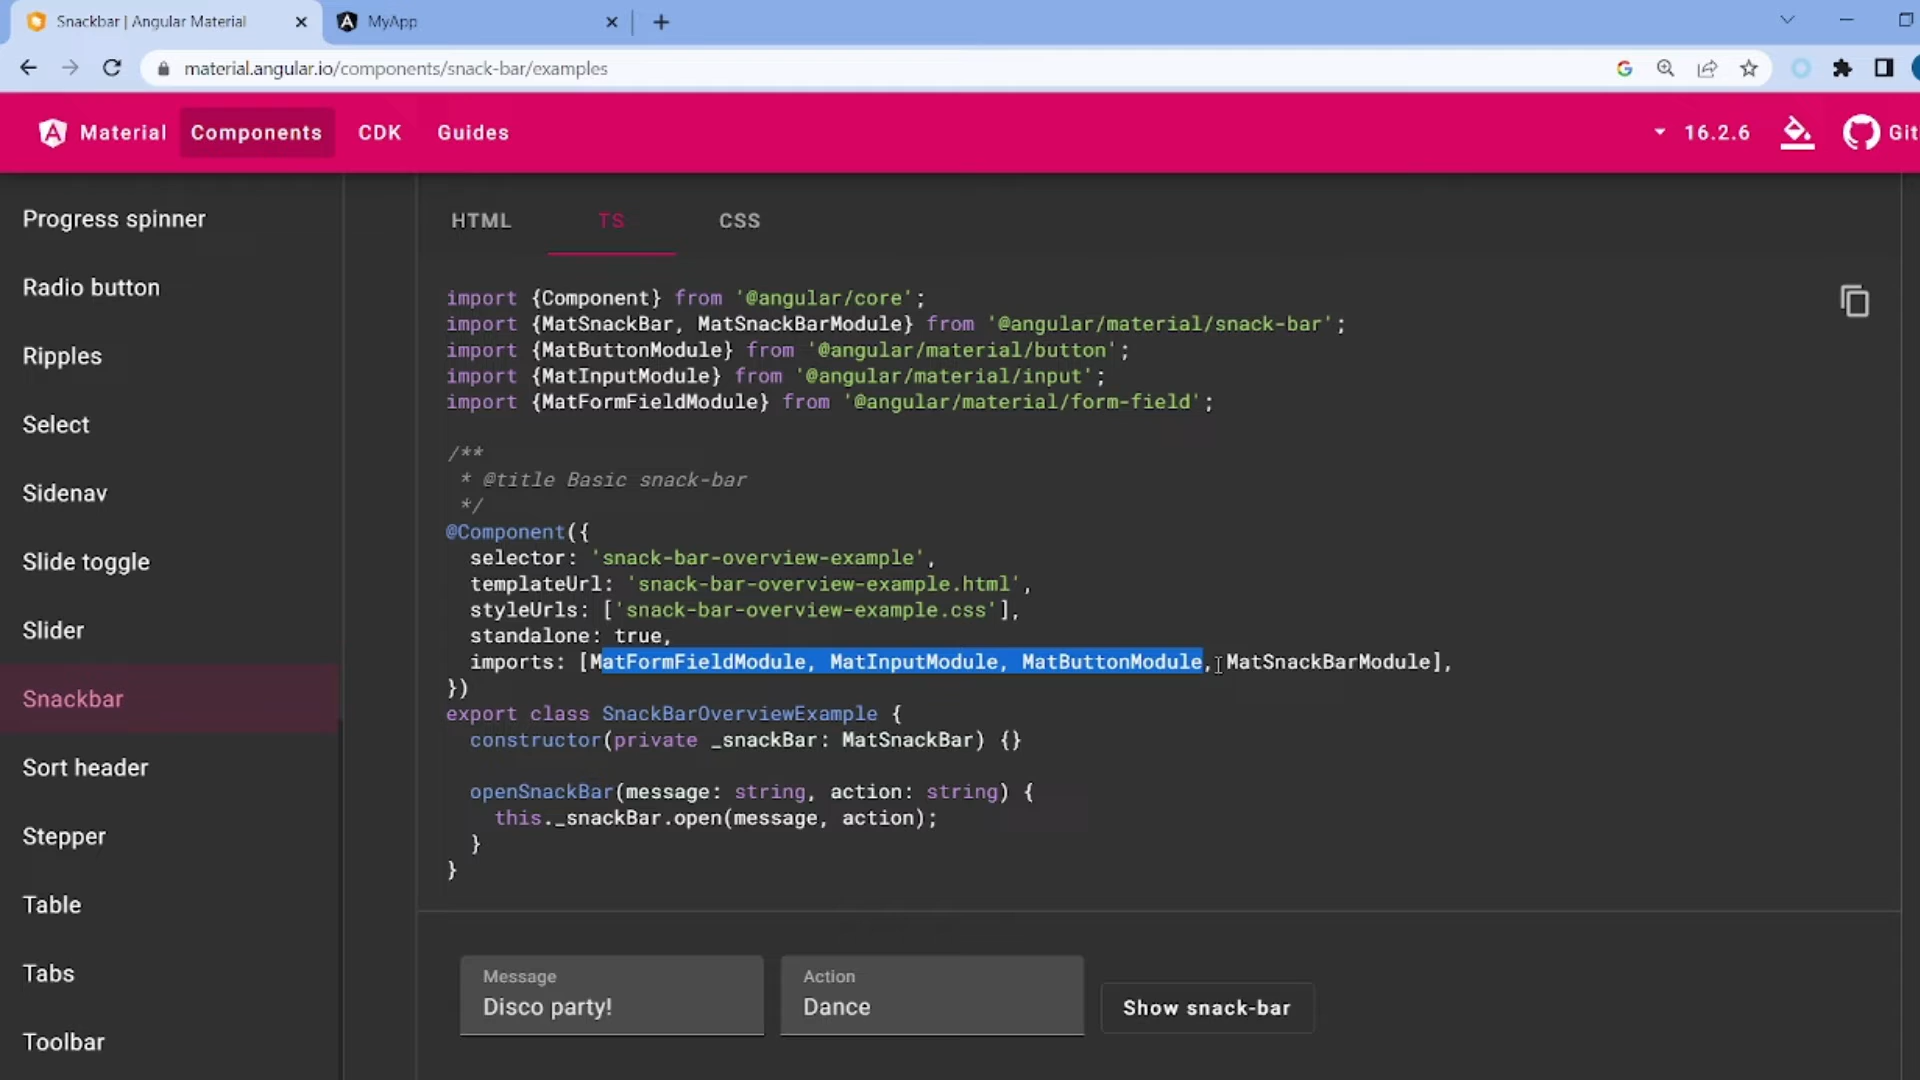 Snackbar | Angular Material
MyApp
material.angular.io/components/snack-bar/examples
Material
Components
CDK
Guides
16.2.6
Git
Progress spinner
Radio button
Ripples
Select
Sidenav
Slide toggle
Slider
Snackbar
Sort header
Stepper
Table
Tabs
Toolbar
HTML
TS
CSS
import {Component} from '@angular/core';
import {MatSnackBar, MatSnackBarModule} from '@angular/material/snack-bar';
import {MatButtonModule} from '@angular/material/button';
import {MatInputModule} from '@angular/material/input';
import {MatFormFieldModule} from '@angular/material/form-field';
/**
 * @title Basic snack-bar
 */
@Component({
  selector: 'snack-bar-overview-example',
  templateUrl: 'snack-bar-overview-example.html',
  styleUrls: ['snack-bar-overview-example.css'],
  standalone: true,
  imports: [MatFormFieldModule, MatInputModule, MatButtonModule, MatSnackBarModule],
})
export class SnackBarOverviewExample {
  constructor(private _snackBar: MatSnackBar) {}
  openSnackBar(message: string, action: string) {
    this._snackBar.open(message, action);
  }
}
Message
Disco party!
Action
Dance
Show snack-bar